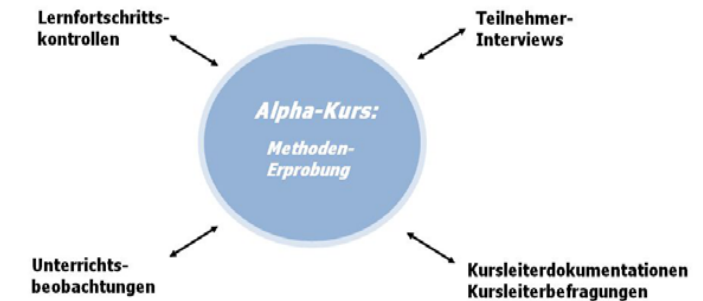 Lernfortschritts-
kontrollen
Teilnehmer-
Interviews
Alpha-Kurs:
Methoden-
Erprobung
Unterrichts-
beobachtungen
Kursleiterdokumentationen
Kursleiterbefragungen